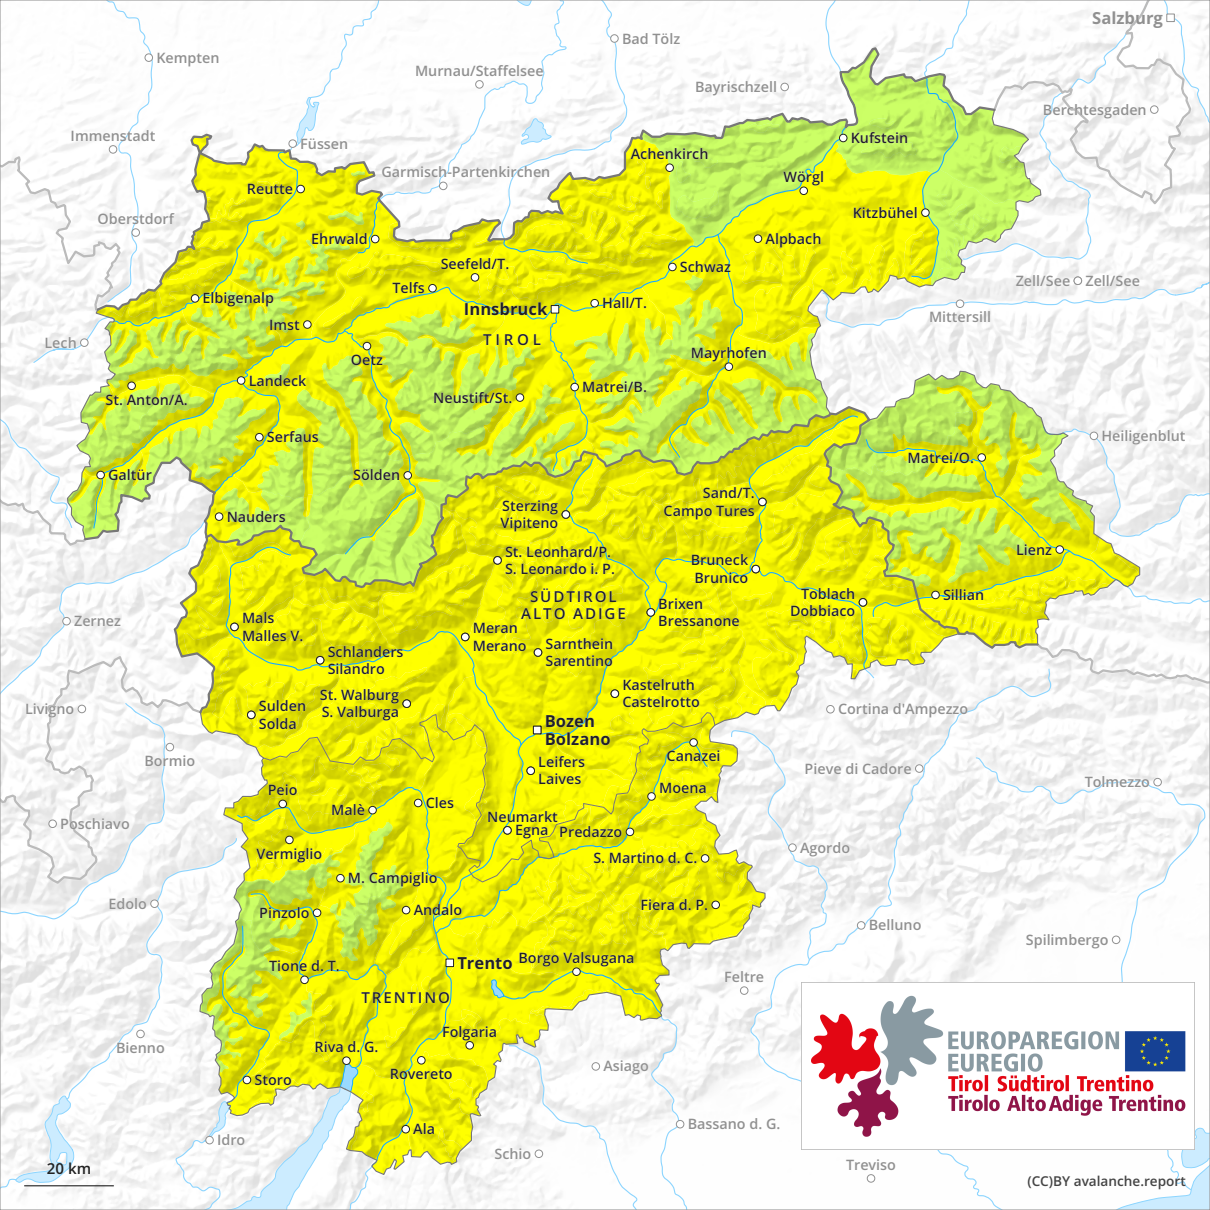 Salzburg
Bad Tölz
Kempten
Murnau/Staffelsee
Bayrischzell
Berchtesgaden
Immenstadt
Füssen
Kufstein
Achenkirch
Garmisch-Partenkirchen
Wörgl
Reutte
Oberstdorf
Kitzbühel
Ehrwald
Alpbach
Seefeld/T.
Schwaz
Zell/See
Zell/See
Telfs
Elbigenalp
Innsbruck
Hall/T.
Mittersill
Imst
TIROL
Lech
Oetz
Mayrhofen
Landeck
Matrei/B.
St. Anton/A.
Neustift/St.
Serfaus
Heiligenblut
Matrei/O.
Galtür
Sölden
Sand/T.
Campo Tures
Sterzing
Vipiteno
Nauders
St. Leonhard/P.
S. Leonardo i. P.
Bruneck
Brunico
Lienz
SÜDTIROL
ALTO ADIGE
Toblach
Dobbiaco
Sillian
Brixen
Bressanone
Zernez
Mals
Malles V.
Meran
Merano
Sarnthein
Sarentino
Schlanders
Silandro
Kastelruth
Castelrotto
St. Walburg
S. Valburga
Livigno
Sulden
Solda
Cortina d'Ampezzo
Bozen
Bolzano
Bormio
Canazei
Leifers
Laives
Pieve di Cadore
Tolmezzo
Peio
Moena
Malè
Cles
Neumarkt
Egna
Predazzo
Poschiavo
Vermiglio
Agordo
S. Martino d. C.
M. Campiglio
Edolo
Pinzolo
Andalo
Fiera d. P.
Belluno
Spilimbergo
Trento
Borgo Valsugana
Tione d. T.
Feltre
TRENTINO
Folgaria
Bienno
Riva d. G.
EUROPAREGION
EUREGIO
Tirol Südtirol Trentino
Tirolo Alto Adige Trentino
Rovereto
Asiago
Storo
Ala
Bassano d. G.
Idro
Schio
Treviso
20 km
(CC)BY avalanche.report